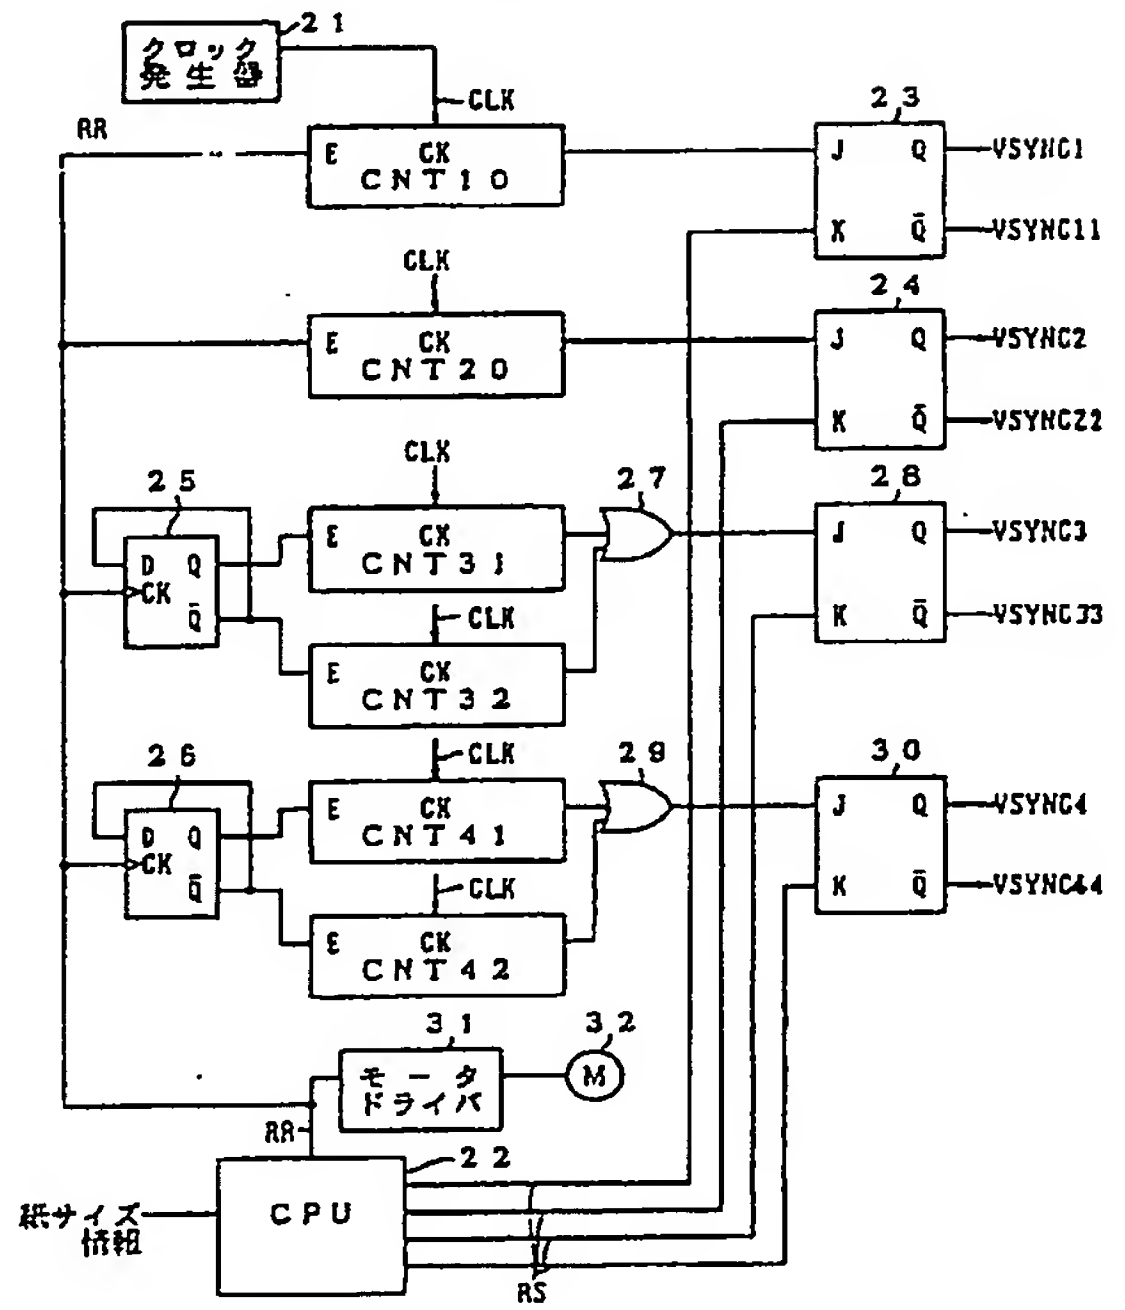 21
クロック
発生器
CLK
RR
E CK
CNT10
23
J Q
K Q̄
VSYNC1
VSYNC11
CLK
E CK
CNT20
24
J Q
K Q̄
VSYNC2
VSYNC22
CLK
25
D Q
CK
Q̄
E CK
CNT31
27
28
J Q
K Q̄
VSYNC3
VSYNC33
CLK
E CK
CNT32
CLK
26
D Q
CK
Q̄
E CK
CNT41
29
30
J Q
K Q̄
VSYNC4
VSYNC44
CLK
E CK
CNT42
31
モータ
ドライバ
32
M
RR
22
CPU
紙サイズ
情報
RS